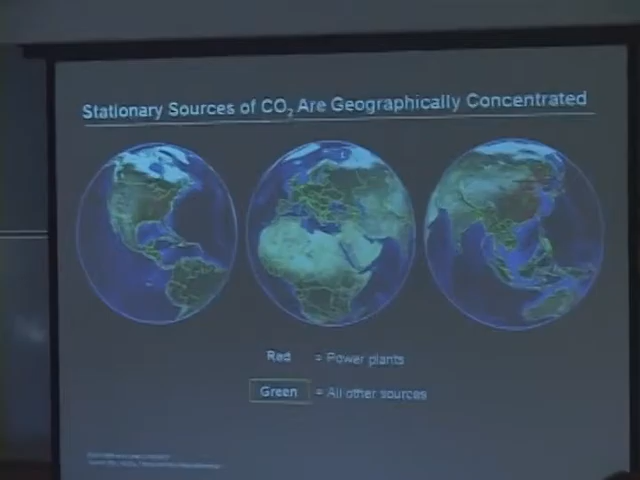 Stationary Sources of CO₂ Are Geographically Concentrated
Red = Power plants
Green = All other sources